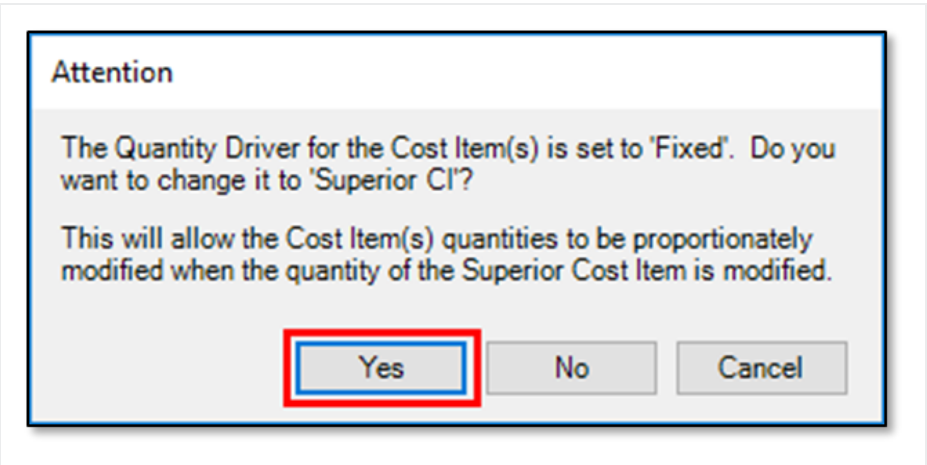 Attention
The Quantity Driver for the Cost Item(s) is set to 'Fixed'.  Do you
want to change it to 'Superior CI'?
This will allow the Cost Item(s) quantities to be proportionately
modified when the quantity of the Superior Cost Item is modified.
Yes
No
Cancel